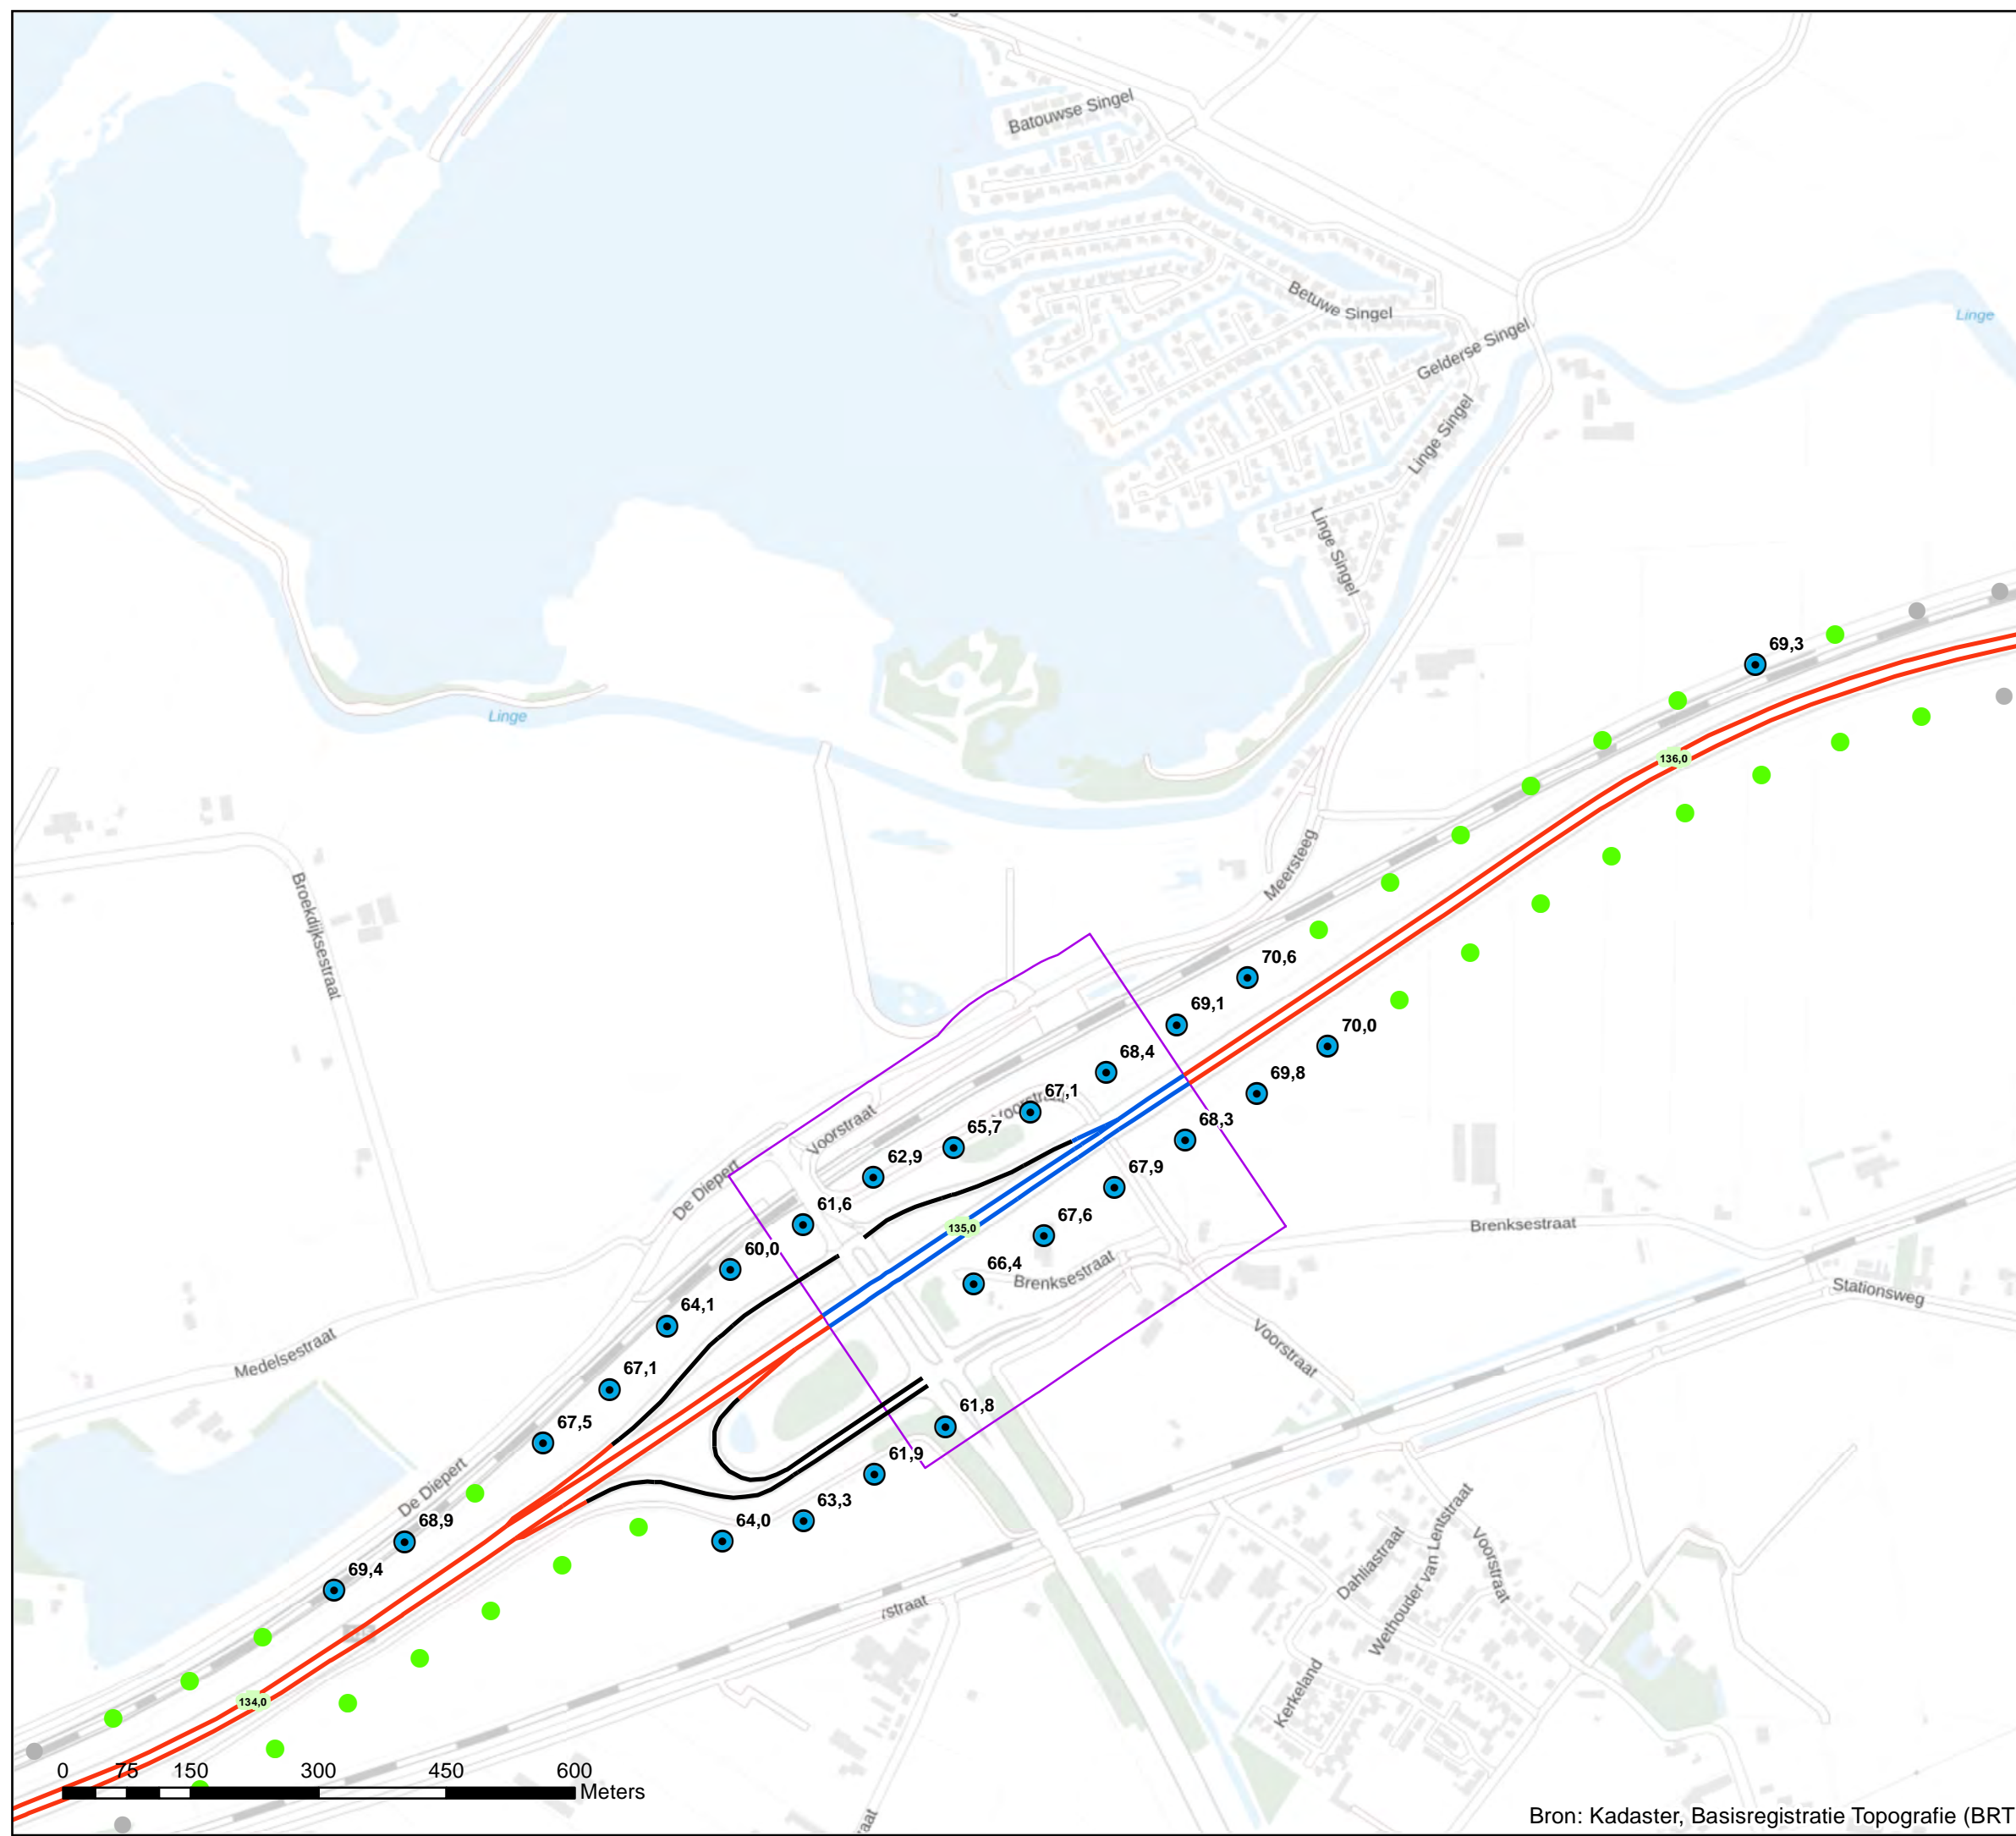 Batouwse Singel
Betuwe Singel
Linge
Gelderse Singel
Linge Singel
Linge Singel
69,3
Linge
136,0
Meersteeg
Broekdijksestraat
70,6
69,1
70,0
68,4
69,8
67,1
Voorstraat
Voorstraat
65,7
68,3
62,9
67,9
De Diepert
61,6
135,0
67,6
Brenksestraat
60,0
66,4
Brenksestraat
Stationsweg
64,1
Voorstraat
Medelsestraat
67,1
67,5
61,8
61,9
De Diepert
68,9
63,3
64,0
Dahliastraat
Wethouder van Lentstraat
Voorstraat
69,4
rstraat
Kerkeland
134,0
0 75 150 300 450 600
Meters
aat
Bron: Kadaster, Basisregistratie Topografie (BRT